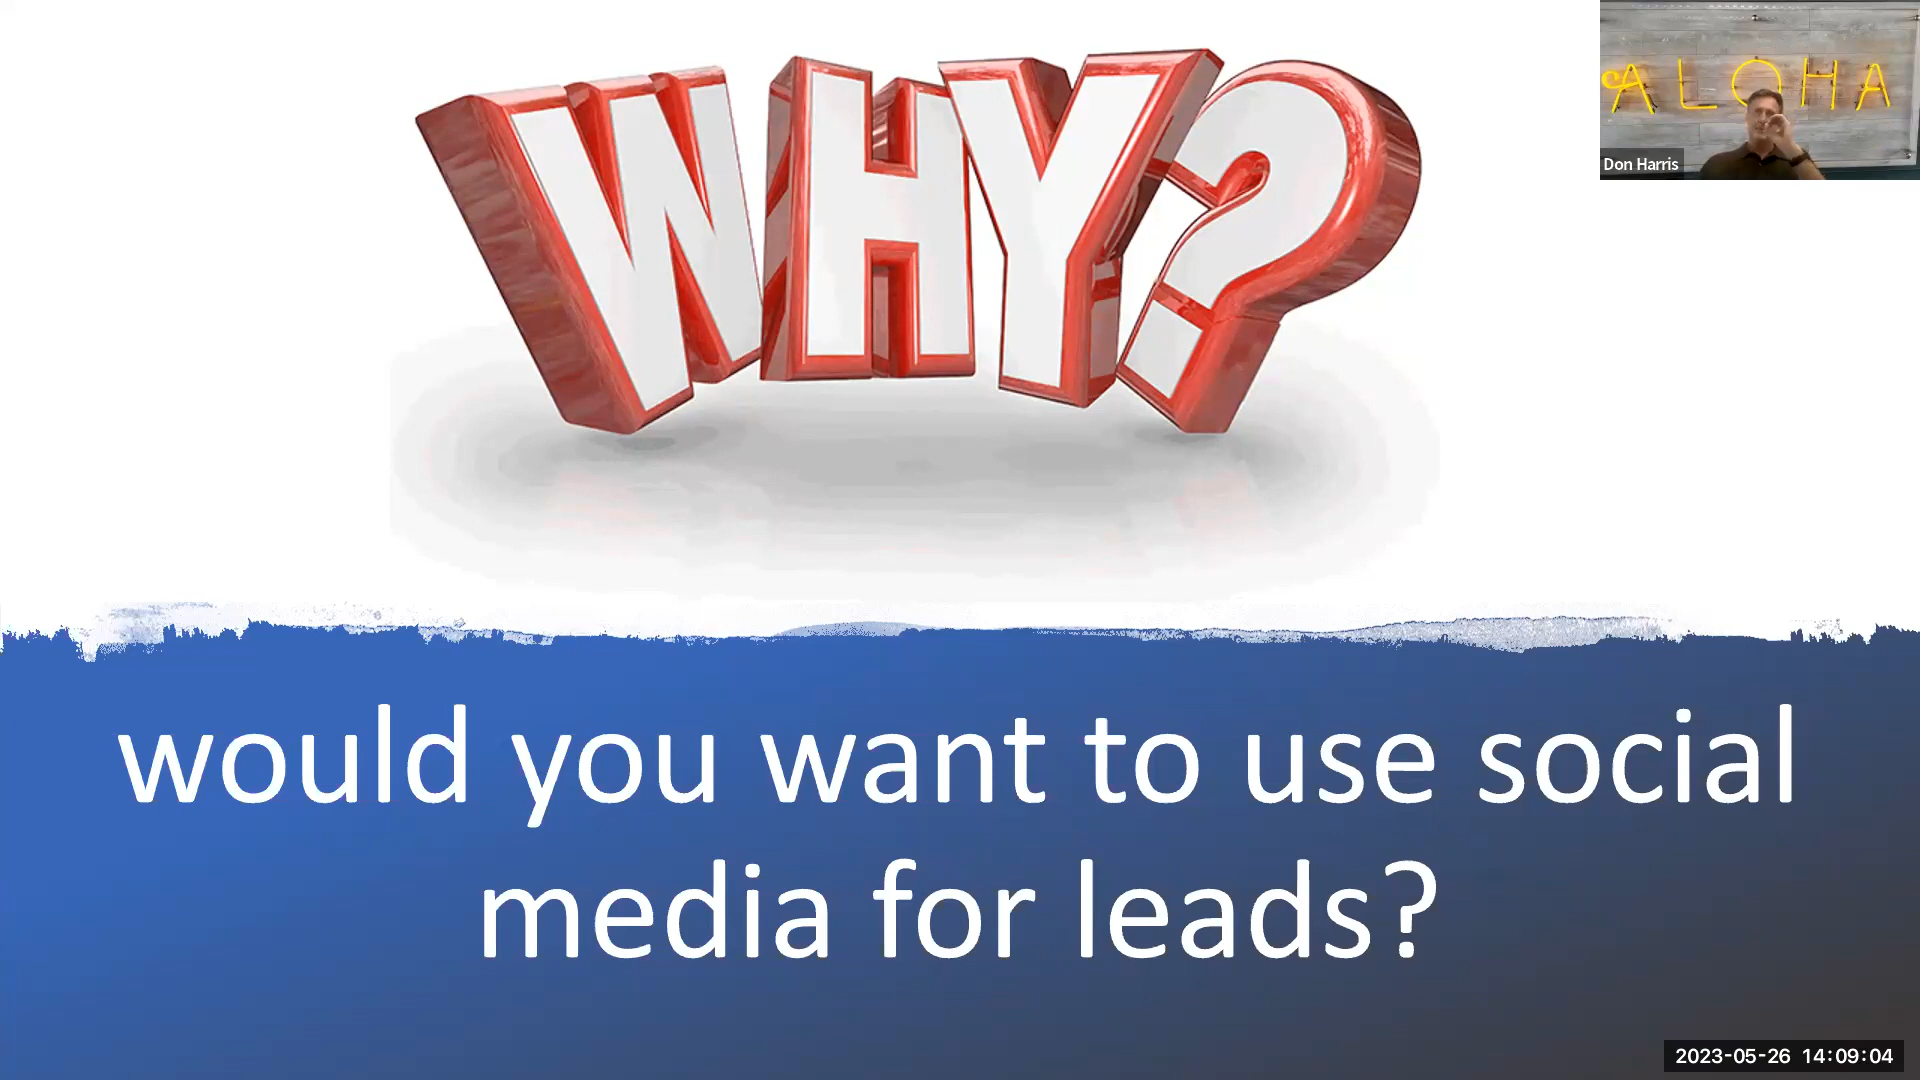 WHY?
ALOHA
Don Harris
would you want to use social
media for leads?
2023-05-26 14:09:04